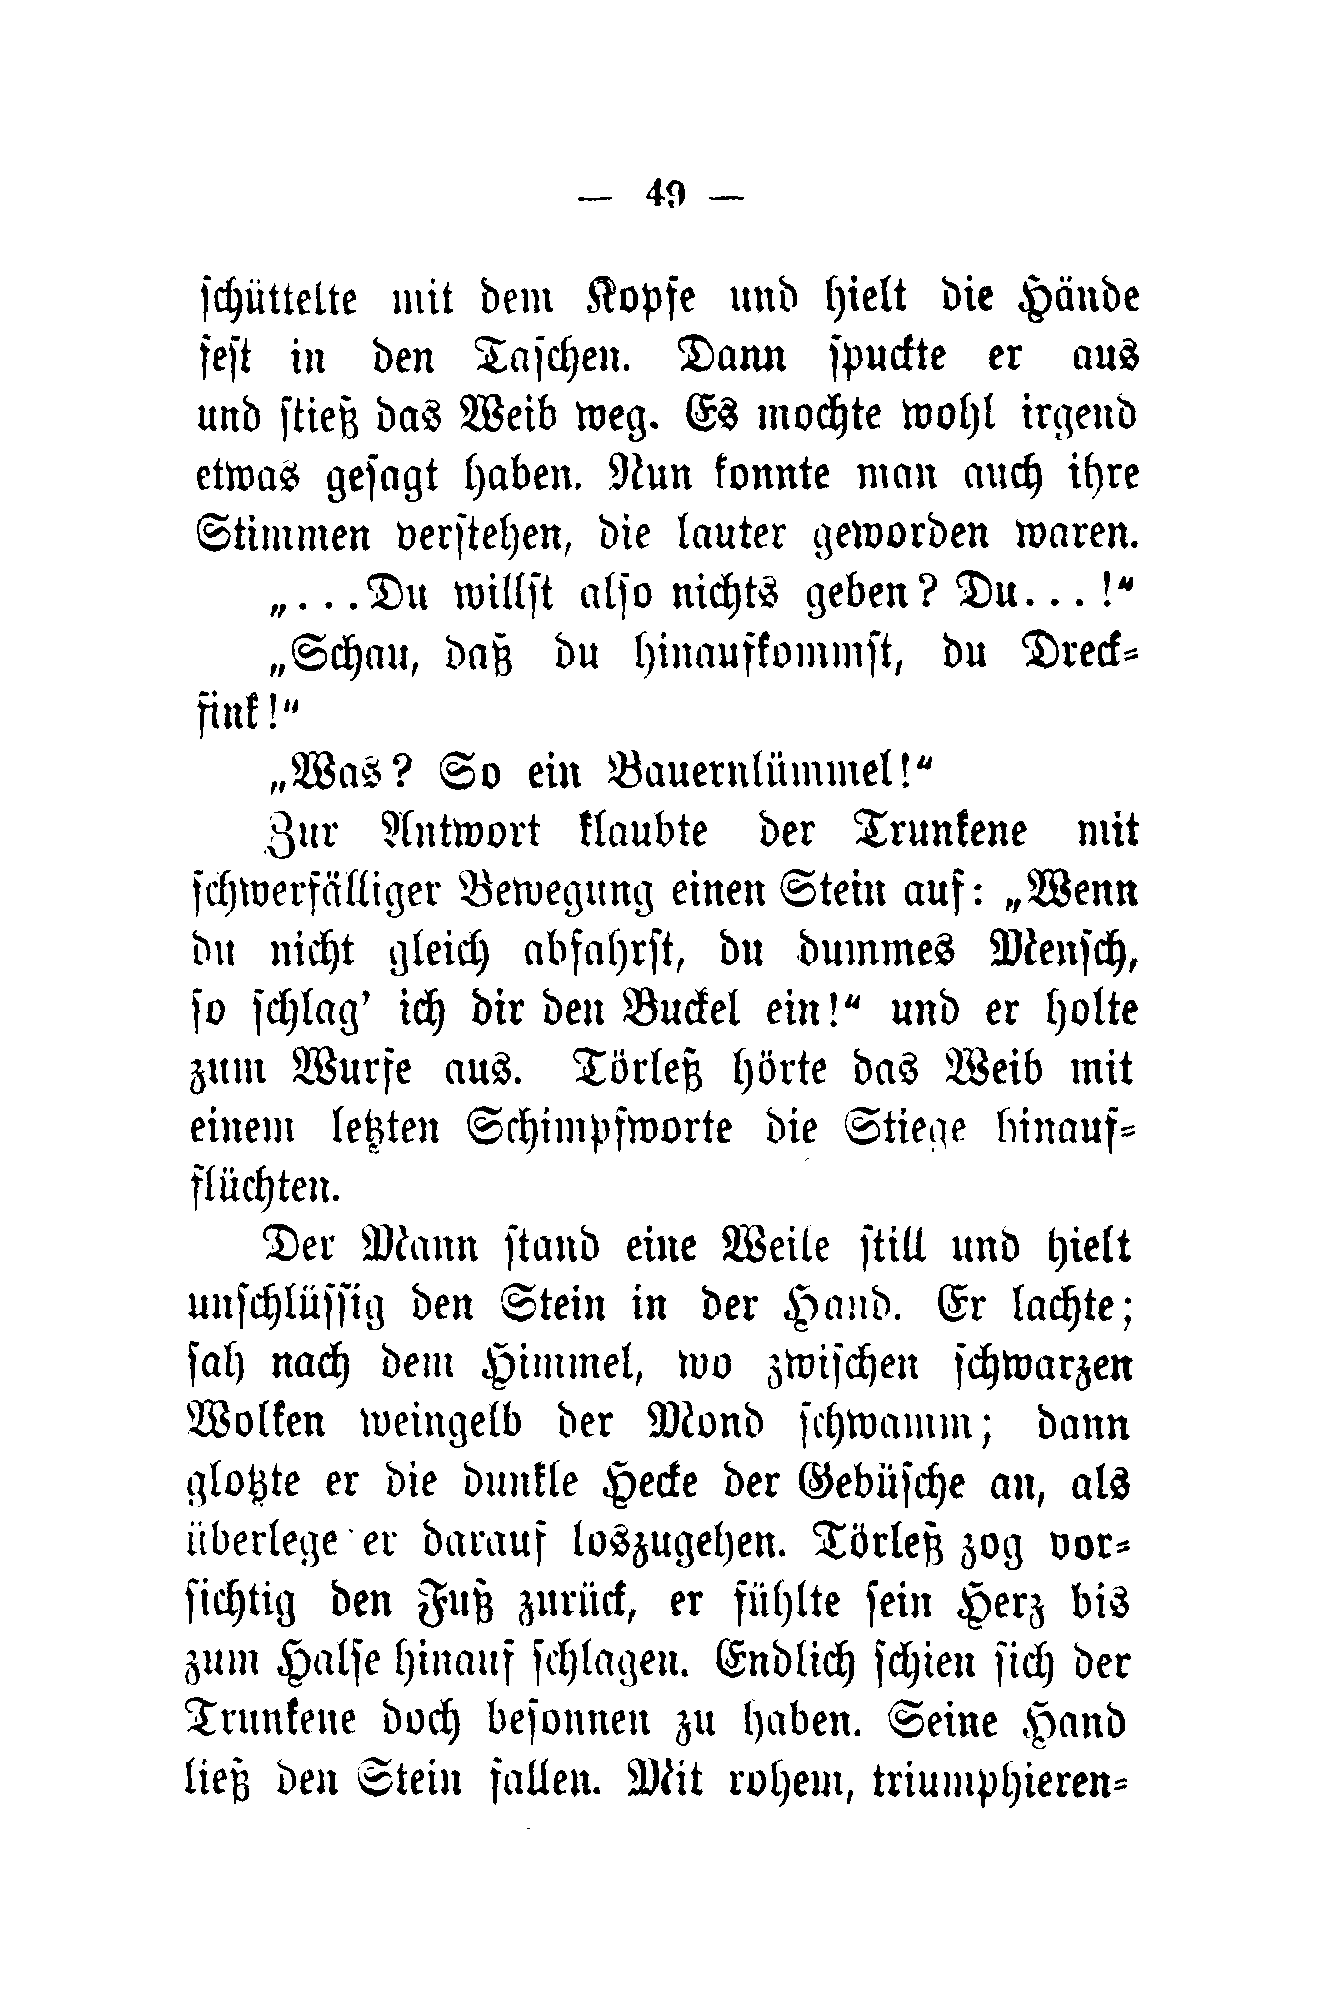 — 49 —
schüttelte mit dem Kopfe und hielt die Hände
fest in den Taschen. Dann spuckte er aus
und stieß das Weib weg. Es mochte wohl irgend
etwas gesagt haben. Nun konnte man auch ihre
Stimmen verstehen, die lauter geworden waren.
„...Du willst also nichts geben? Du...!“
„Schau, daß du hinaufkommst, du Dreck-
fink!“
„Was? So ein Bauernlümmel!“
Zur Antwort klaubte der Trunkene mit
schwerfälliger Bewegung einen Stein auf: „Wenn
du nicht gleich abfahrst, du dummes Mensch,
so schlag’ ich dir den Buckel ein!“ und er holte
zum Wurfe aus. Törleß hörte das Weib mit
einem letzten Schimpfworte die Stiege hinauf-
flüchten.
Der Mann stand eine Weile still und hielt
unschlüssig den Stein in der Hand. Er lachte;
sah nach dem Himmel, wo zwischen schwarzen
Wolken weingelb der Mond schwamm; dann
glotzte er die dunkle Hecke der Gebüsche an, als
überlege er darauf loszugehen. Törleß zog vor-
sichtig den Fuß zurück, er fühlte sein Herz bis
zum Halse hinauf schlagen. Endlich schien sich der
Trunkene doch besonnen zu haben. Seine Hand
ließ den Stein fallen. Mit rohem, triumphieren-